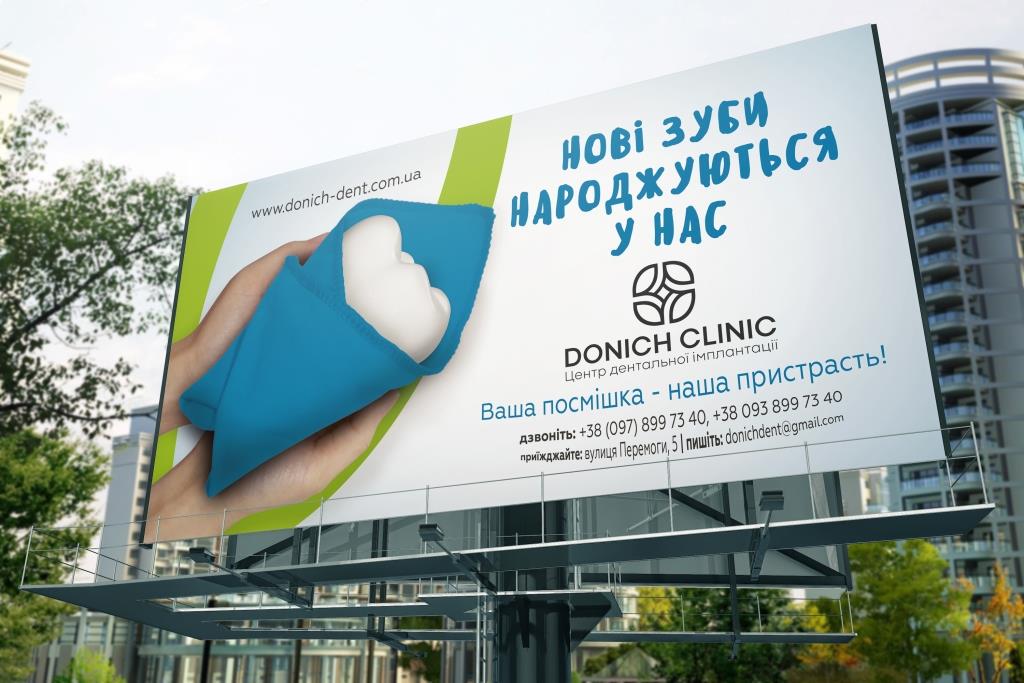 www.donich-dent.com.ua
НОВІ ЗУБИ
НАРОДЖУЮТЬСЯ
У НАС
DONICH CLINIC
Центр дентальної імплантації
Ваша посмішка - наша пристрасть!
дзвоніть: +38 (097) 899 73 40, +38 093 899 73 40
приїжджайте: вулиця Перемоги, 5 | пишіть: donichdent@gmail.com